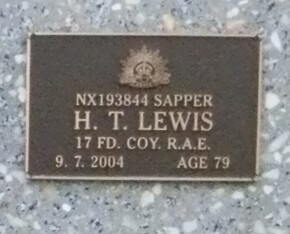 NX193844 SAPPER
H. T. LEWIS
17 FD. COY. R.A.E.
9. 7. 2004 AGE 79